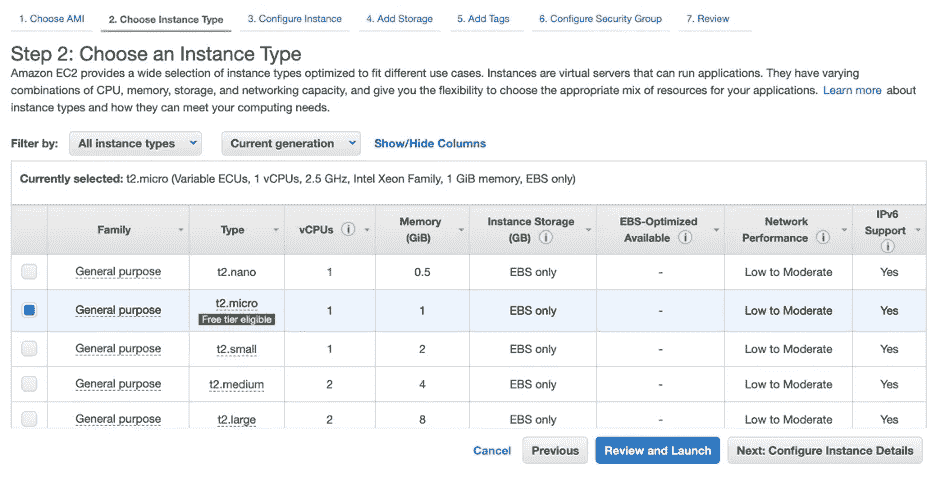 1. Choose AMI 2. Choose Instance Type 3. Configure Instance 4. Add Storage 5. Add Tags 6. Configure Security Group 7. Review
Step 2: Choose an Instance Type
Amazon EC2 provides a wide selection of instance types optimized to fit different use cases. Instances are virtual servers that can run applications. They have varying
combinations of CPU, memory, storage, and networking capacity, and give you the flexibility to choose the appropriate mix of resources for your applications. Learn more about
instance types and how they can meet your computing needs.
Filter by: All instance types Current generation Show/Hide Columns
Currently selected: t2.micro (Variable ECUs, 1 vCPUs, 2.5 GHz, Intel Xeon Family, 1 GiB memory, EBS only)
Family Type vCPUs Memory (GiB) Instance Storage (GB) EBS-Optimized Available Network Performance IPv6 Support
General purpose t2.nano 1 0.5 EBS only - Low to Moderate Yes
General purpose t2.micro Free tier eligible 1 1 EBS only - Low to Moderate Yes
General purpose t2.small 1 2 EBS only - Low to Moderate Yes
General purpose t2.medium 2 4 EBS only - Low to Moderate Yes
General purpose t2.large 2 8 EBS only - Low to Moderate Yes
Cancel Previous Review and Launch Next: Configure Instance Details